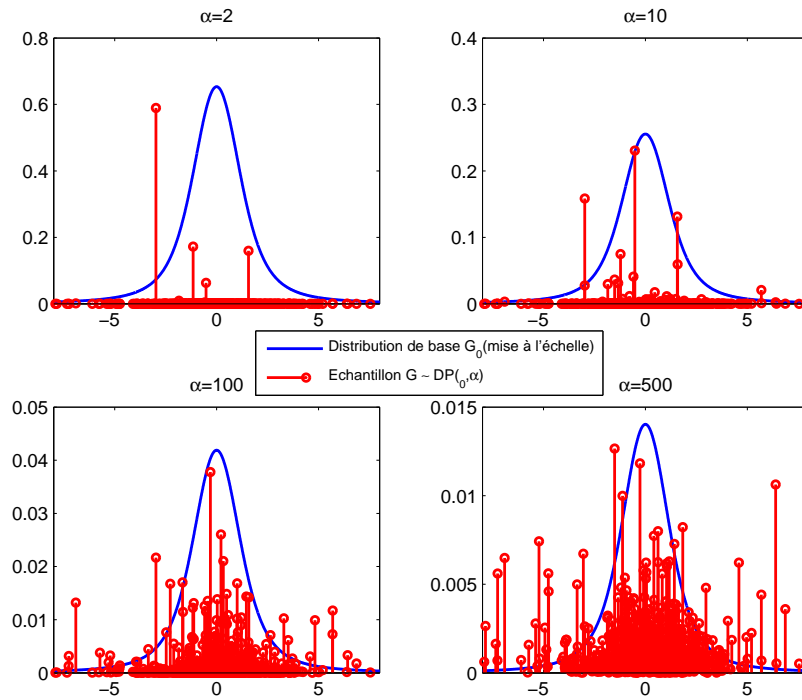 α=2
0.8
0.6
0.4
0.2
0
−5 0 5
α=10
0.4
0.3
0.2
0.1
0
−5 0 5
Distribution de base G₀(mise à l'échelle)
Echantillon G ~ DP(₀,α)
α=100
0.05
0.04
0.03
0.02
0.01
0
−5 0 5
α=500
0.015
0.01
0.005
0
−5 0 5